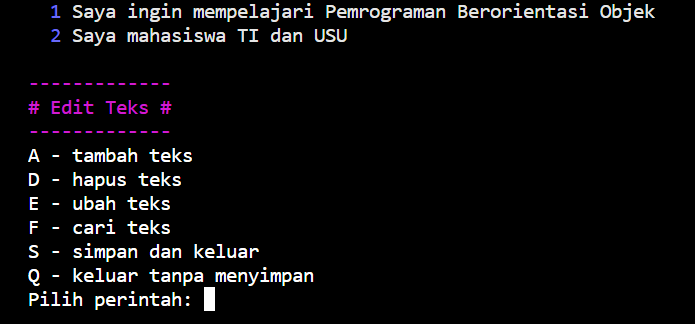 1 Saya ingin mempelajari Pemrograman Berorientasi Objek
2 Saya mahasiswa TI dan USU
-------------
# Edit Teks #
-------------
A - tambah teks
D - hapus teks
E - ubah teks
F - cari teks
S - simpan dan keluar
Q - keluar tanpa menyimpan
Pilih perintah: